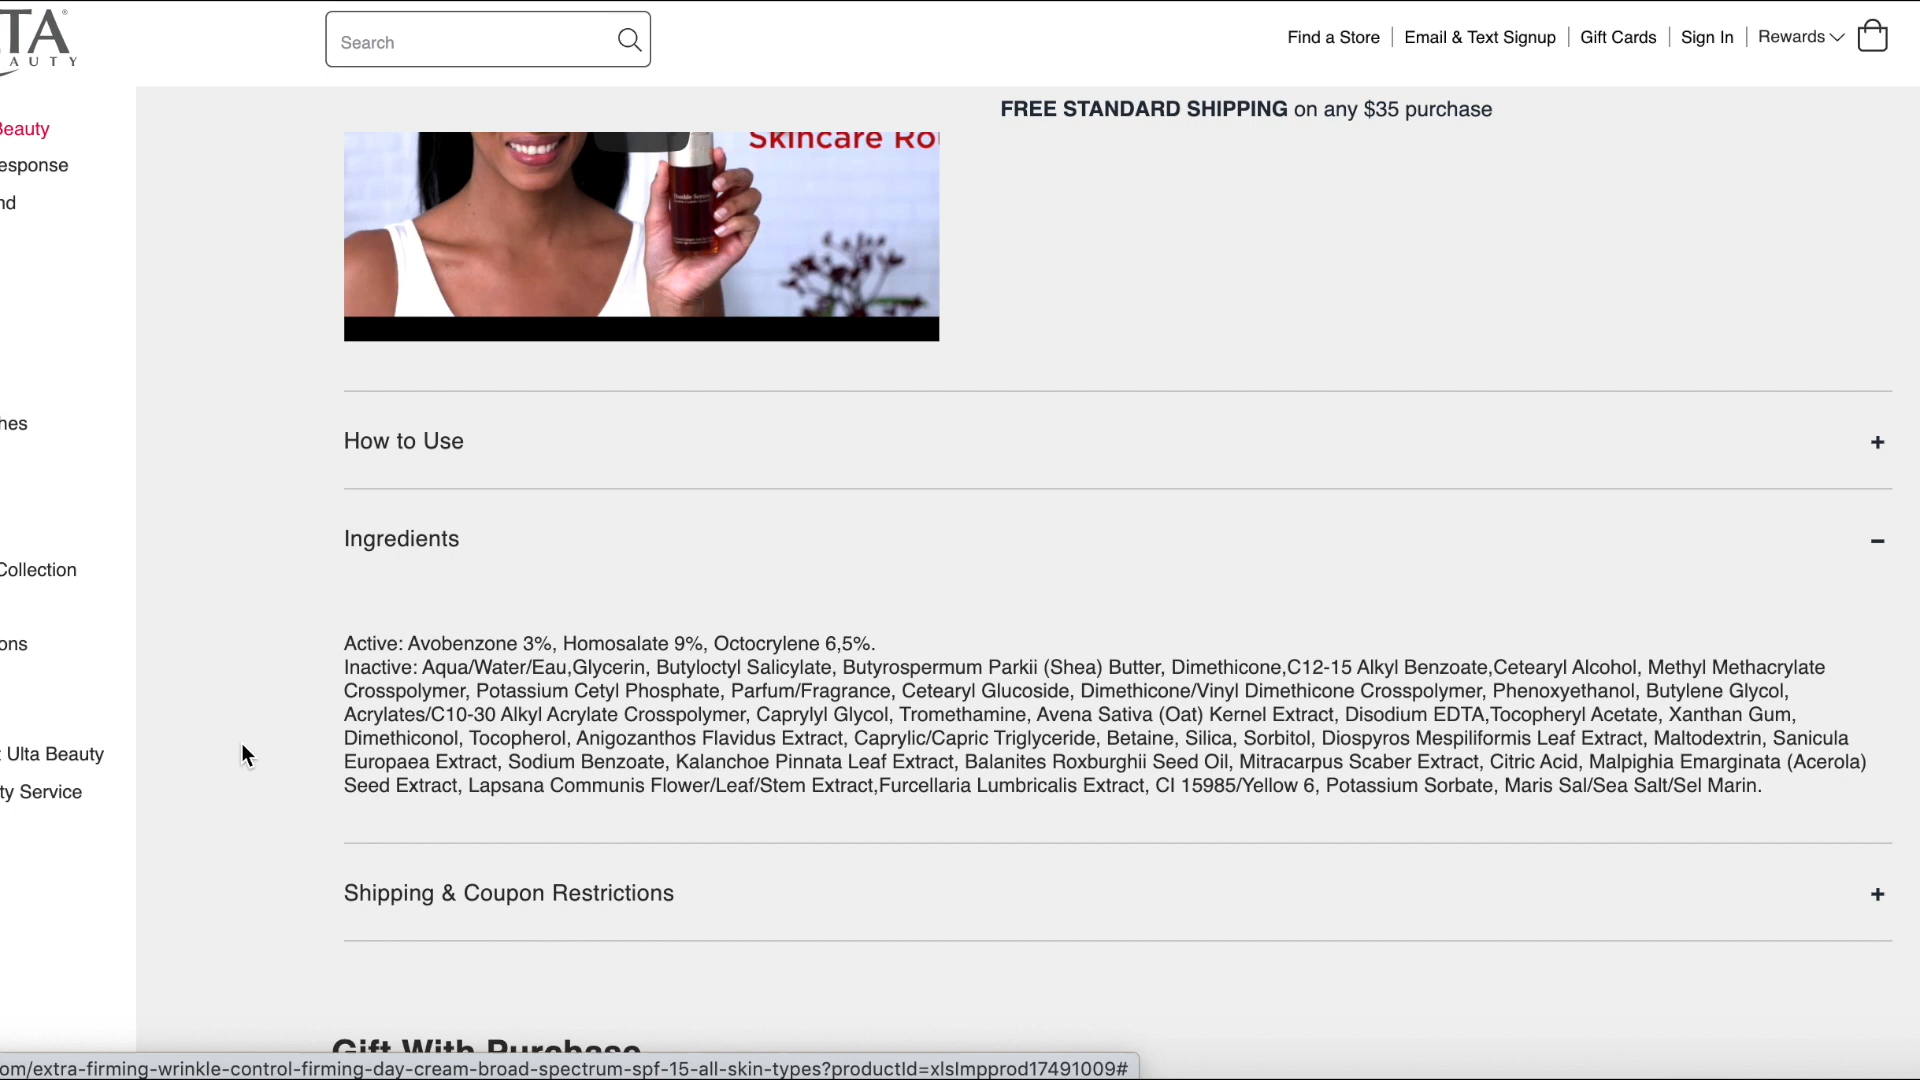 TA
AUTY
Search
Find a Store
Email & Text Signup
Gift Cards
Sign In
Rewards
Beauty
esponse
nd
hes
Collection
ons
Ulta Beauty
ty Service
FREE STANDARD SHIPPING on any $35 purchase
Skincare Ro
Double Serum
How to Use
+
Ingredients
–
Active: Avobenzone 3%, Homosalate 9%, Octocrylene 6,5%.
Inactive: Aqua/Water/Eau,Glycerin, Butyloctyl Salicylate, Butyrospermum Parkii (Shea) Butter, Dimethicone,C12-15 Alkyl Benzoate,Cetearyl Alcohol, Methyl Methacrylate
Crosspolymer, Potassium Cetyl Phosphate, Parfum/Fragrance, Cetearyl Glucoside, Dimethicone/Vinyl Dimethicone Crosspolymer, Phenoxyethanol, Butylene Glycol,
Acrylates/C10-30 Alkyl Acrylate Crosspolymer, Caprylyl Glycol, Tromethamine, Avena Sativa (Oat) Kernel Extract, Disodium EDTA,Tocopheryl Acetate, Xanthan Gum,
Dimethiconol, Tocopherol, Anigozanthos Flavidus Extract, Caprylic/Capric Triglyceride, Betaine, Silica, Sorbitol, Diospyros Mespiliformis Leaf Extract, Maltodextrin, Sanicula
Europaea Extract, Sodium Benzoate, Kalanchoe Pinnata Leaf Extract, Balanites Roxburghii Seed Oil, Mitracarpus Scaber Extract, Citric Acid, Malpighia Emarginata (Acerola)
Seed Extract, Lapsana Communis Flower/Leaf/Stem Extract,Furcellaria Lumbricalis Extract, CI 15985/Yellow 6, Potassium Sorbate, Maris Sal/Sea Salt/Sel Marin.
Shipping & Coupon Restrictions
+
Gift With Purchase
om/extra-firming-wrinkle-control-firming-day-cream-broad-spectrum-spf-15-all-skin-types?productId=xlsImpprod17491009#